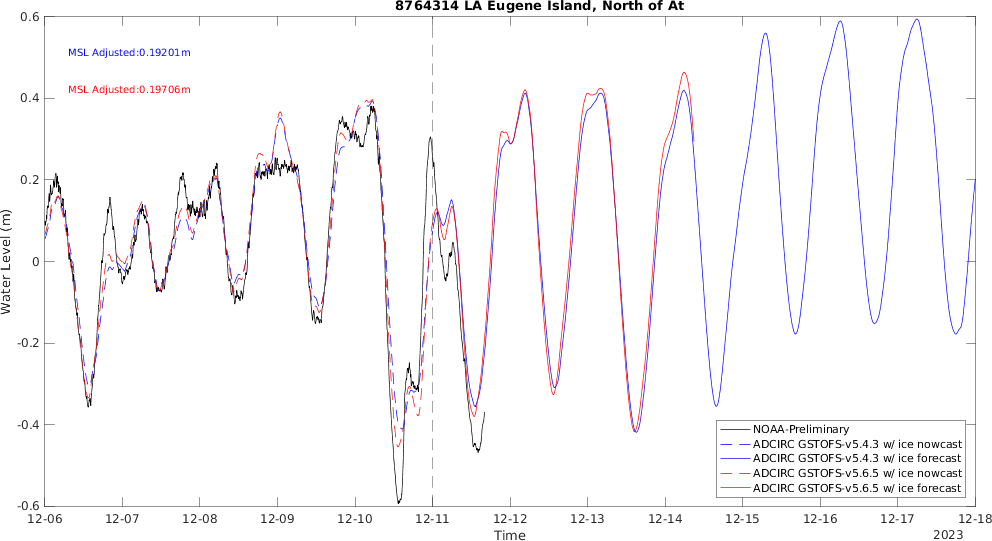 8764314 LA Eugene Island, North of At
0.6
MSL Adjusted:0.19201m
MSL Adjusted:0.19706m
0.4
0.2
0
-0.2
-0.4
-0.6
Water Level (m)
NOAA-Preliminary
ADCIRC GSTOFS-v5.4.3 w/ ice nowcast
ADCIRC GSTOFS-v5.4.3 w/ ice forecast
ADCIRC GSTOFS-v5.6.5 w/ ice nowcast
ADCIRC GSTOFS-v5.6.5 w/ ice forecast
12-06 12-07 12-08 12-09 12-10 12-11 12-12 12-13 12-14 12-15 12-16 12-17 12-18
Time
2023